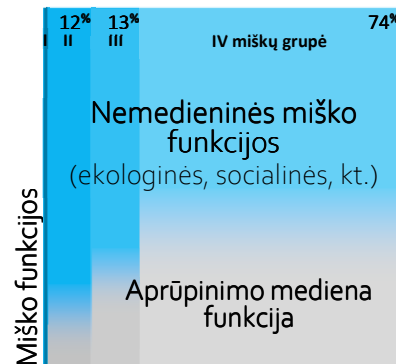 12% 13% 74%
I II III IV miškų grupė
Nemedieninės miško
funkcijos
(ekologinės, socialinės, kt.)
Aprūpinimo mediena
funkcija
Miško funkcijos